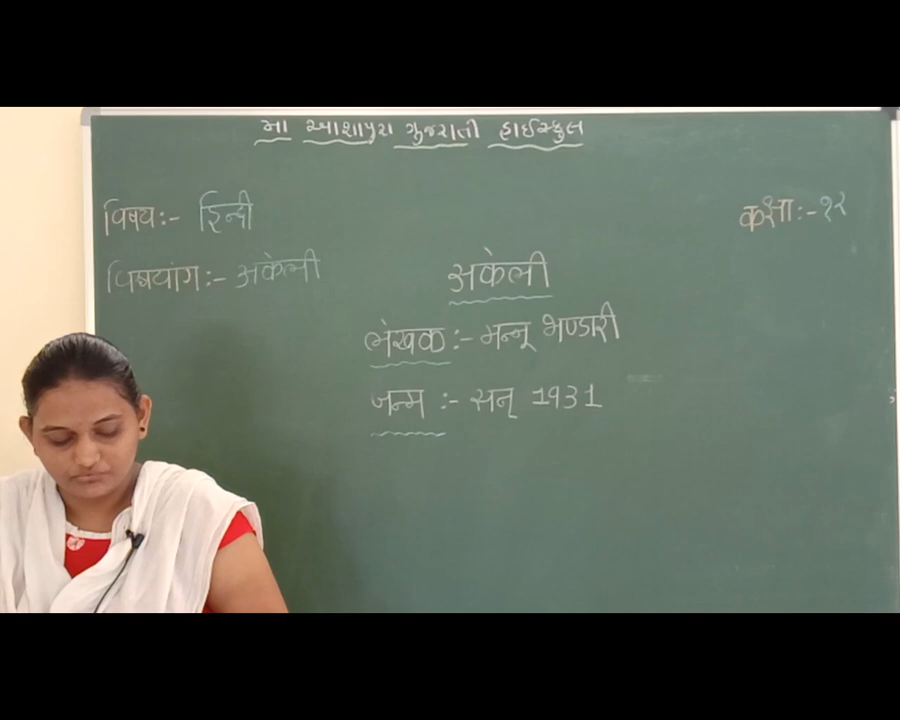 મા આશાપુરા ગુજરાતી હાઈસ્કુલ
विषय:- हिन्दी
कक्षा:-१२
विषयांग:- अकेली
अकेली
लेखक :- मन्नू भण्डारी
जन्म :- सन् 1931